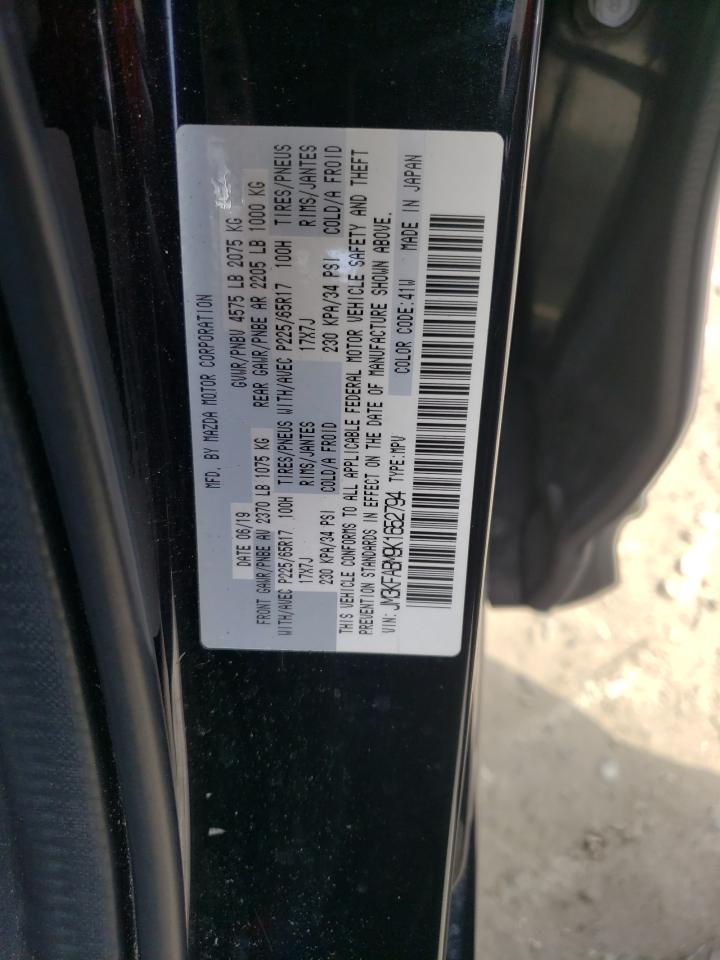 MFD. BY MAZDA MOTOR CORPORATION
DATE 06/19 GVWR/PNBV 4575 LB 2075 KG
FRONT GAWR/PNBE AV 2370 LB 1075 KG REAR GAWR/PNBE AR 2205 LB 1000 KG
WITH/AVEC P225/65R17 100H TIRES/PNEUS WITH/AVEC P225/65R17 100H TIRES/PNEUS
17X7J RIMS/JANTES 17X7J RIMS/JANTES
230 KPA/34 PSI COLD/A FROID 230 KPA/34 PSI COLD/A FROID
THIS VEHICLE CONFORMS TO ALL APPLICABLE FEDERAL MOTOR VEHICLE SAFETY AND THEFT
PREVENTION STANDARDS IN EFFECT ON THE DATE OF MANUFACTURE SHOWN ABOVE.
VIN: JM3KFABM9K1652794 TYPE:MPV COLOR CODE:41W MADE IN JAPAN